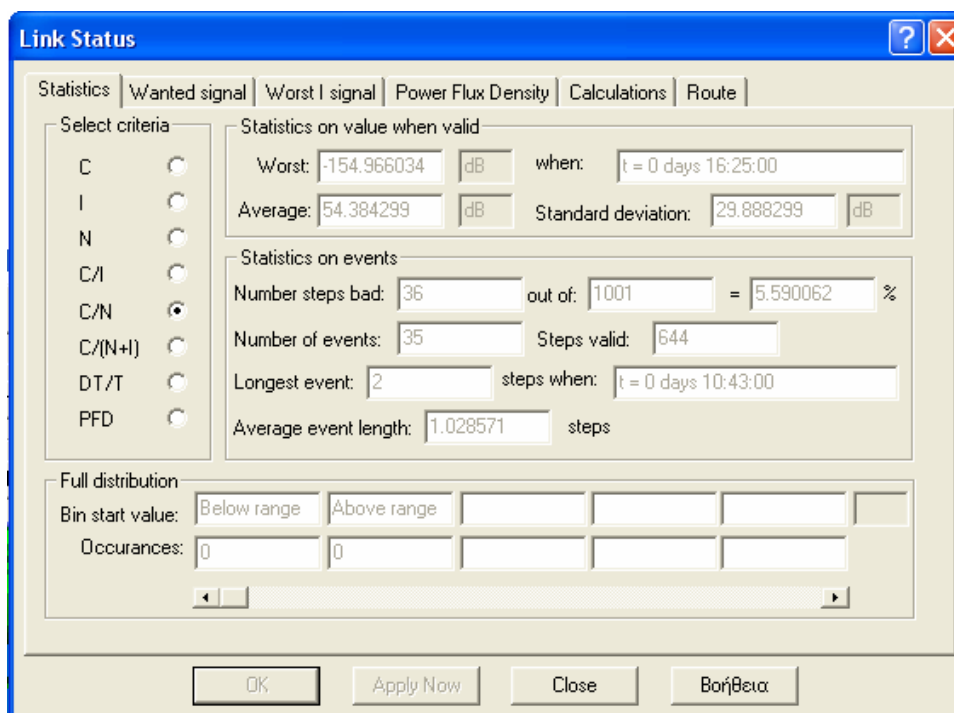 Link Status
Statistics Wanted signal Worst I signal Power Flux Density Calculations Route
Select criteria
C
I
N
C/I
C/N
C/(N+I)
DT/T
PFD
Statistics on value when valid
Worst: -154.966034 dB when: t = 0 days 16:25:00
Average: 54.384299 dB Standard deviation: 29.888299 dB
Statistics on events
Number steps bad: 36 out of: 1001 = 5.590062 %
Number of events: 35 Steps valid: 644
Longest event: 2 steps when: t = 0 days 10:43:00
Average event length: 1.028571 steps
Full distribution
Bin start value: Below range Above range
Occurances: 0 0
OK Apply Now Close Βοήθεια